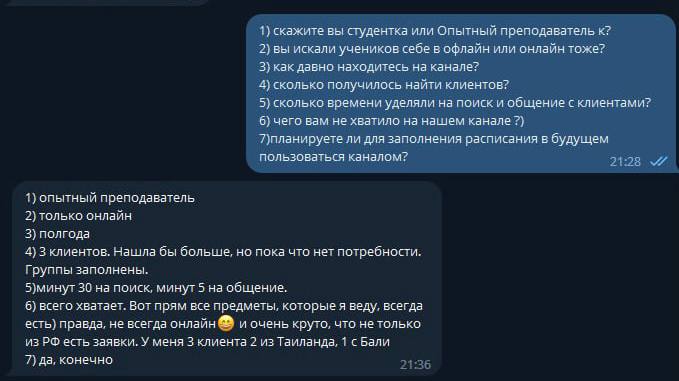 1) скажите вы студентка или Опытный преподаватель к?
2) вы искали учеников себе в офлайн или онлайн тоже?
3) как давно находитесь на канале?
4) сколько получилось найти клиентов?
5) сколько времени уделяли на поиск и общение с клиентами?
6) чего вам не хватило на нашем канале ?)
7)планируете ли для заполнения расписания в будущем
пользоваться каналом?
21:28
1) опытный преподаватель
2) только онлайн
3) полгода
4) 3 клиентов. Нашла бы больше, но пока что нет потребности.
Группы заполнены.
5)минут 30 на поиск, минут 5 на общение.
6) всего хватает. Вот прям все предметы, которые я веду, всегда
есть) правда, не всегда онлайн😄 и очень круто, что не только
из РФ есть заявки. У меня 3 клиента 2 из Таиланда, 1 с Бали
7) да, конечно
21:36